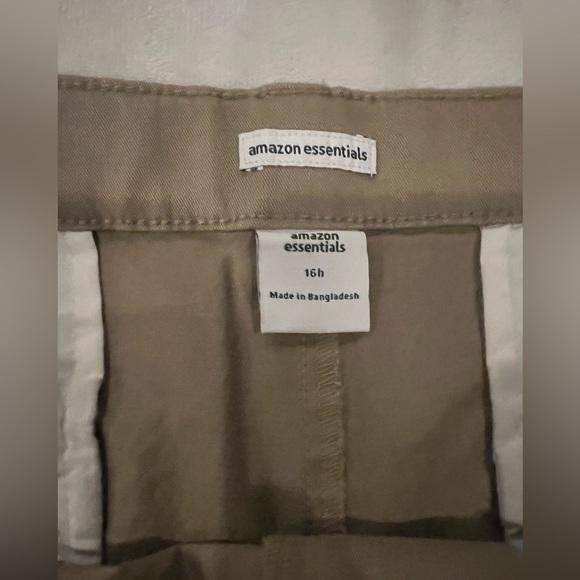 amazon essentials
amazon
essentials
16h
Made in Bangladesh